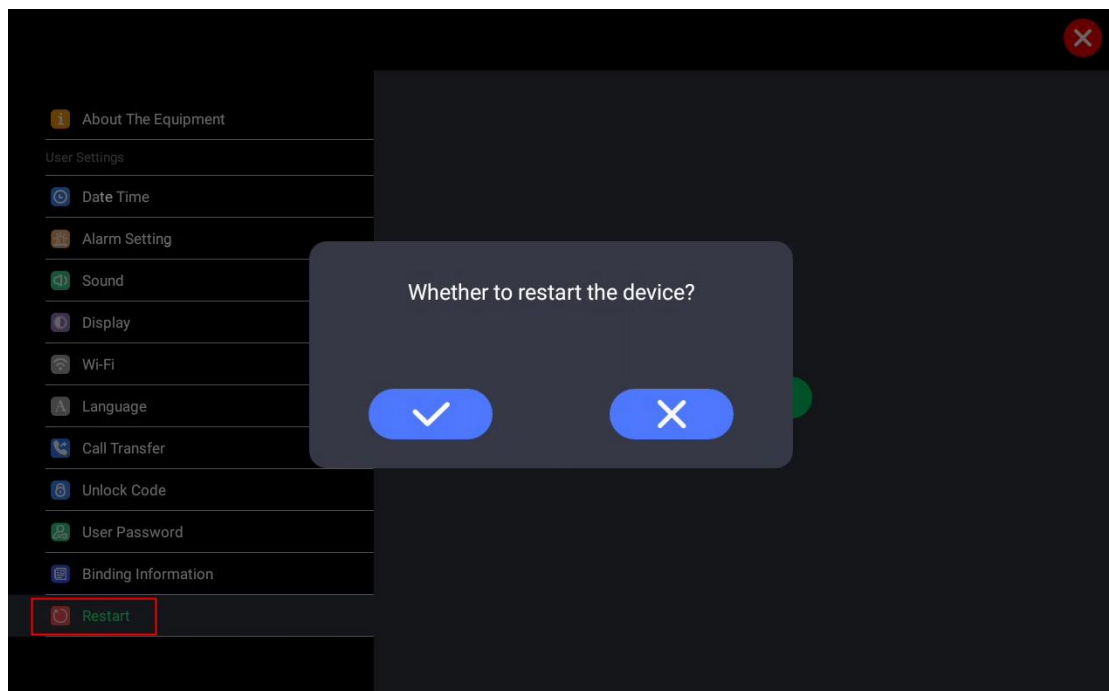 About The Equipment
User Settings
Date Time
Alarm Setting
Sound
Display
Wi-Fi
Language
Call Transfer
Unlock Code
User Password
Binding Information
Restart
Whether to restart the device?